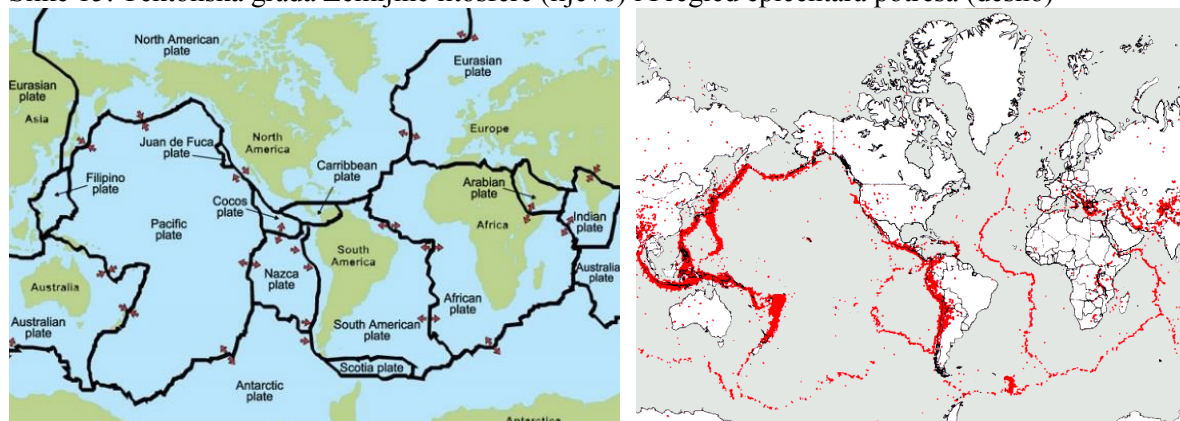 Tektonska građa Zemljine litosfere (lijevo) i Pregled epicentara potresa (desno)
North American
plate
Eurasian
plate
Eurasian
plate
Asia
Juan de Fuca
plate
North
America
Europe
Filipino
plate
Carribbean
plate
Arabian
plate
Cocos
plate
Pacific
plate
Africa
Indian
plate
South
America
Nazca
plate
Australia
Australia
plate
African
plate
Australian
plate
South American
plate
Scotia plate
Antarctic
plate
Antarctica